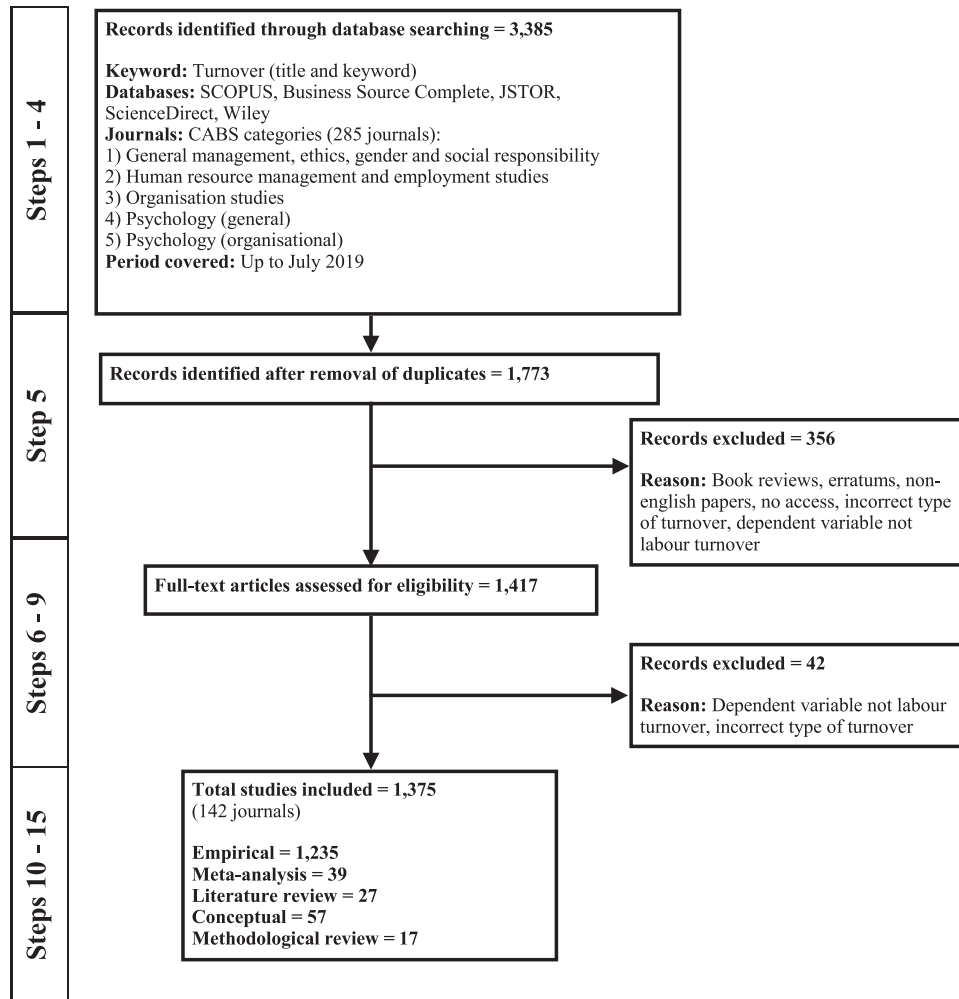 Steps 1 - 4
Records identified through database searching = 3,385
Keyword: Turnover (title and keyword)
Databases: SCOPUS, Business Source Complete, JSTOR,
ScienceDirect, Wiley
Journals: CABS categories (285 journals):
1) General management, ethics, gender and social responsibility
2) Human resource management and employment studies
3) Organisation studies
4) Psychology (general)
5) Psychology (organisational)
Period covered: Up to July 2019
Step 5
Records identified after removal of duplicates = 1,773
Records excluded = 356
Reason: Book reviews, erratums, non-
english papers, no access, incorrect type
of turnover, dependent variable not
labour turnover
Steps 6 - 9
Full-text articles assessed for eligibility = 1,417
Records excluded = 42
Reason: Dependent variable not labour
turnover, incorrect type of turnover
Steps 10 - 15
Total studies included = 1,375
(142 journals)
Empirical = 1,235
Meta-analysis = 39
Literature review = 27
Conceptual = 57
Methodological review = 17